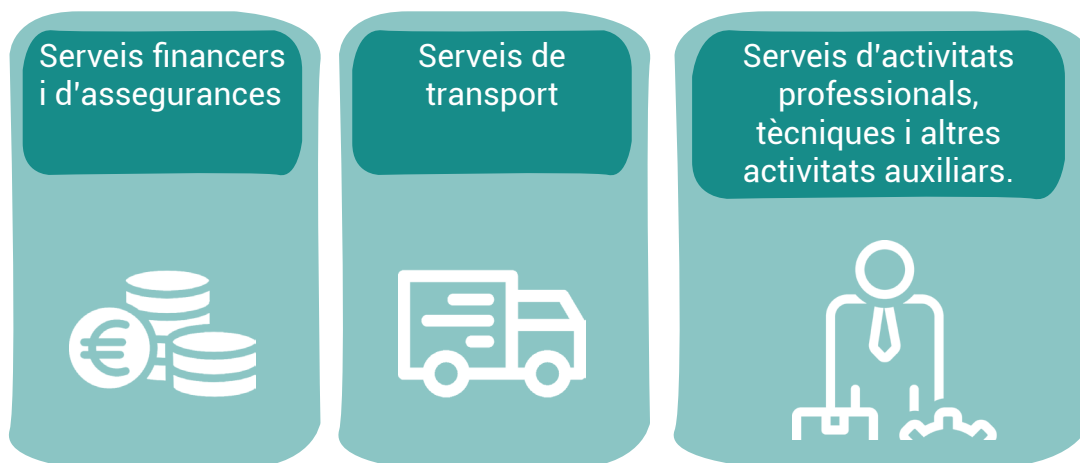 Serveis financers
i d'assegurances
Serveis de
transport
Serveis d'activitats
professionals,
tècniques i altres
activitats auxiliars.
€